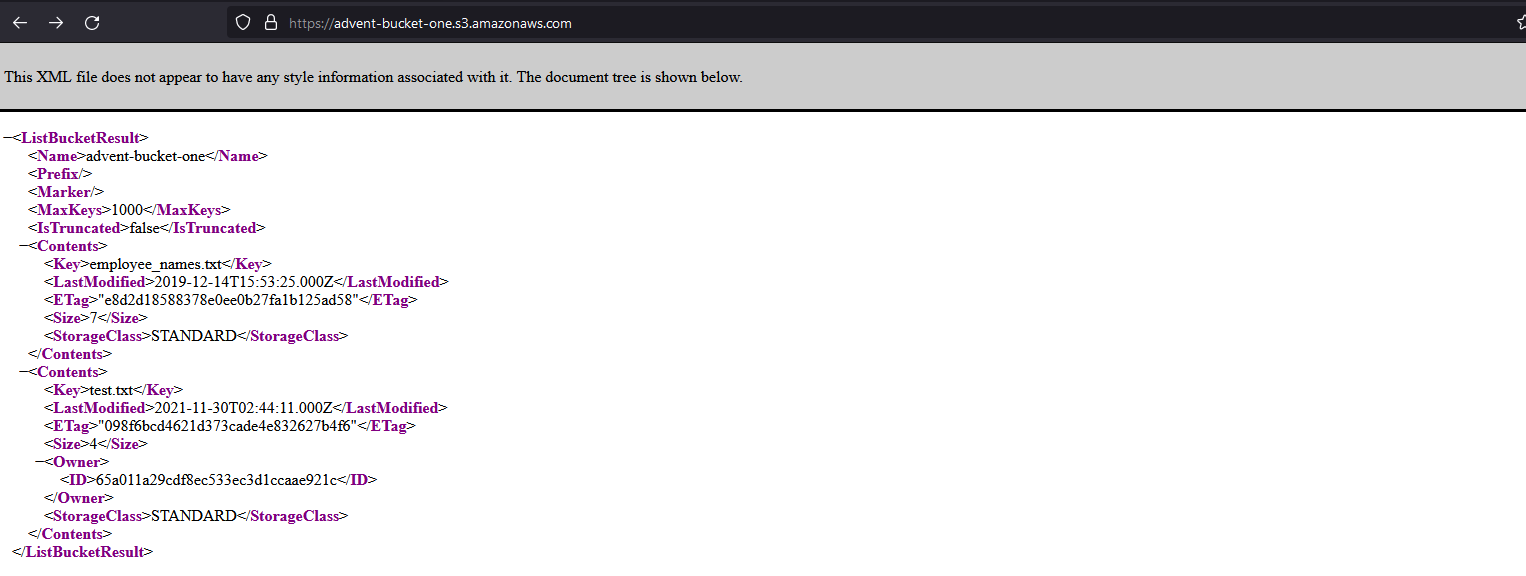 https://advent-bucket-one.s3.amazonaws.com
This XML file does not appear to have any style information associated with it. The document tree is shown below.
−<ListBucketResult>
<Name>advent-bucket-one</Name>
<Prefix/>
<Marker/>
<MaxKeys>1000</MaxKeys>
<IsTruncated>false</IsTruncated>
−<Contents>
<Key>employee_names.txt</Key>
<LastModified>2019-12-14T15:53:25.000Z</LastModified>
<ETag>"e8d2d18588378e0ee0b27fa1b125ad58"</ETag>
<Size>7</Size>
<StorageClass>STANDARD</StorageClass>
</Contents>
−<Contents>
<Key>test.txt</Key>
<LastModified>2021-11-30T02:44:11.000Z</LastModified>
<ETag>"098f6bcd4621d373cade4e832627b4f6"</ETag>
<Size>4</Size>
−<Owner>
<ID>65a011a29cdf8ec533ec3d1ccaae921c</ID>
</Owner>
<StorageClass>STANDARD</StorageClass>
</Contents>
</ListBucketResult>